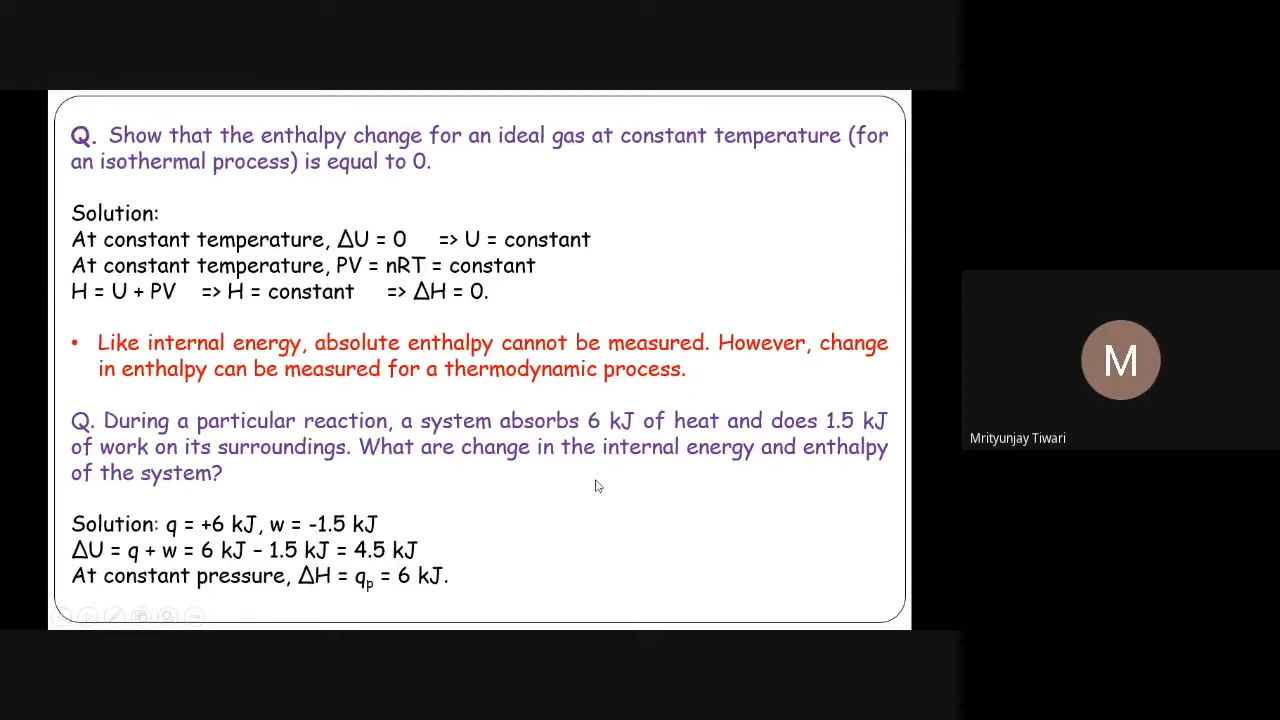 Q. Show that the enthalpy change for an ideal gas at constant temperature (for
an isothermal process) is equal to 0.
Solution:
At constant temperature, ΔU = 0 => U = constant
At constant temperature, PV = nRT = constant
H = U + PV => H = constant => ΔH = 0.
• Like internal energy, absolute enthalpy cannot be measured. However, change
in enthalpy can be measured for a thermodynamic process.
Q. During a particular reaction, a system absorbs 6 kJ of heat and does 1.5 kJ
of work on its surroundings. What are change in the internal energy and enthalpy
of the system?
Solution: q = +6 kJ, w = -1.5 kJ
ΔU = q + w = 6 kJ – 1.5 kJ = 4.5 kJ
At constant pressure, ΔH = qₚ = 6 kJ.
M
Mrityunjay Tiwari